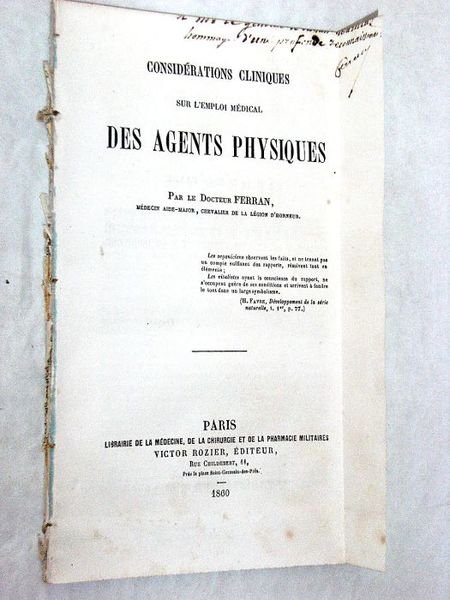 hommage d'une profonde reconnaissance
Ferran
CONSIDÉRATIONS CLINIQUES
SUR L'EMPLOI MÉDICAL
DES AGENTS PHYSIQUES
PAR LE DOCTEUR FERRAN,
MÉDECIN AIDE-MAJOR, CHEVALIER DE LA LÉGION D'HONNEUR.
Les organiciens observent les faits, et ne tenant pas
un compte suffisant des rapports, réunissent tout en
éléments;
Les vitalistes ayant la conscience du rapport, ne
s'occupent guère de ses conditions et arrivent à fondre
le tout dans un large symbolisme.
(H. FAVRE, Développement de la série
naturelle, t. 1er, p. 77.)
PARIS
LIBRAIRIE DE LA MÉDECINE, DE LA CHIRURGIE ET DE LA PHARMACIE MILITAIRES
VICTOR ROZIER, ÉDITEUR,
RUE CHILDEBERT, 11,
Près la place Saint-Germain-des-Prés.
1860